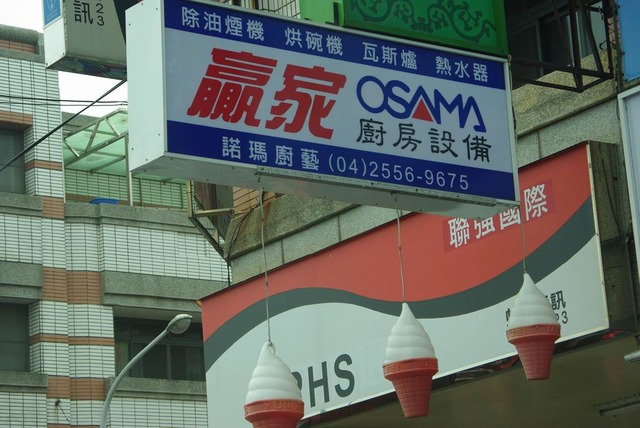 訊
除油煙機 烘碗機 瓦斯爐 熱水器
贏家 OSAMA
廚房設備
諾瑪廚藝 (04)2556-9675
聯強國際
訊
PHS